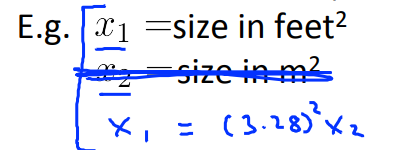 E.g. x₁ =size in feet²
x₂ =size in m²
x₁ = (3.28)² x₂